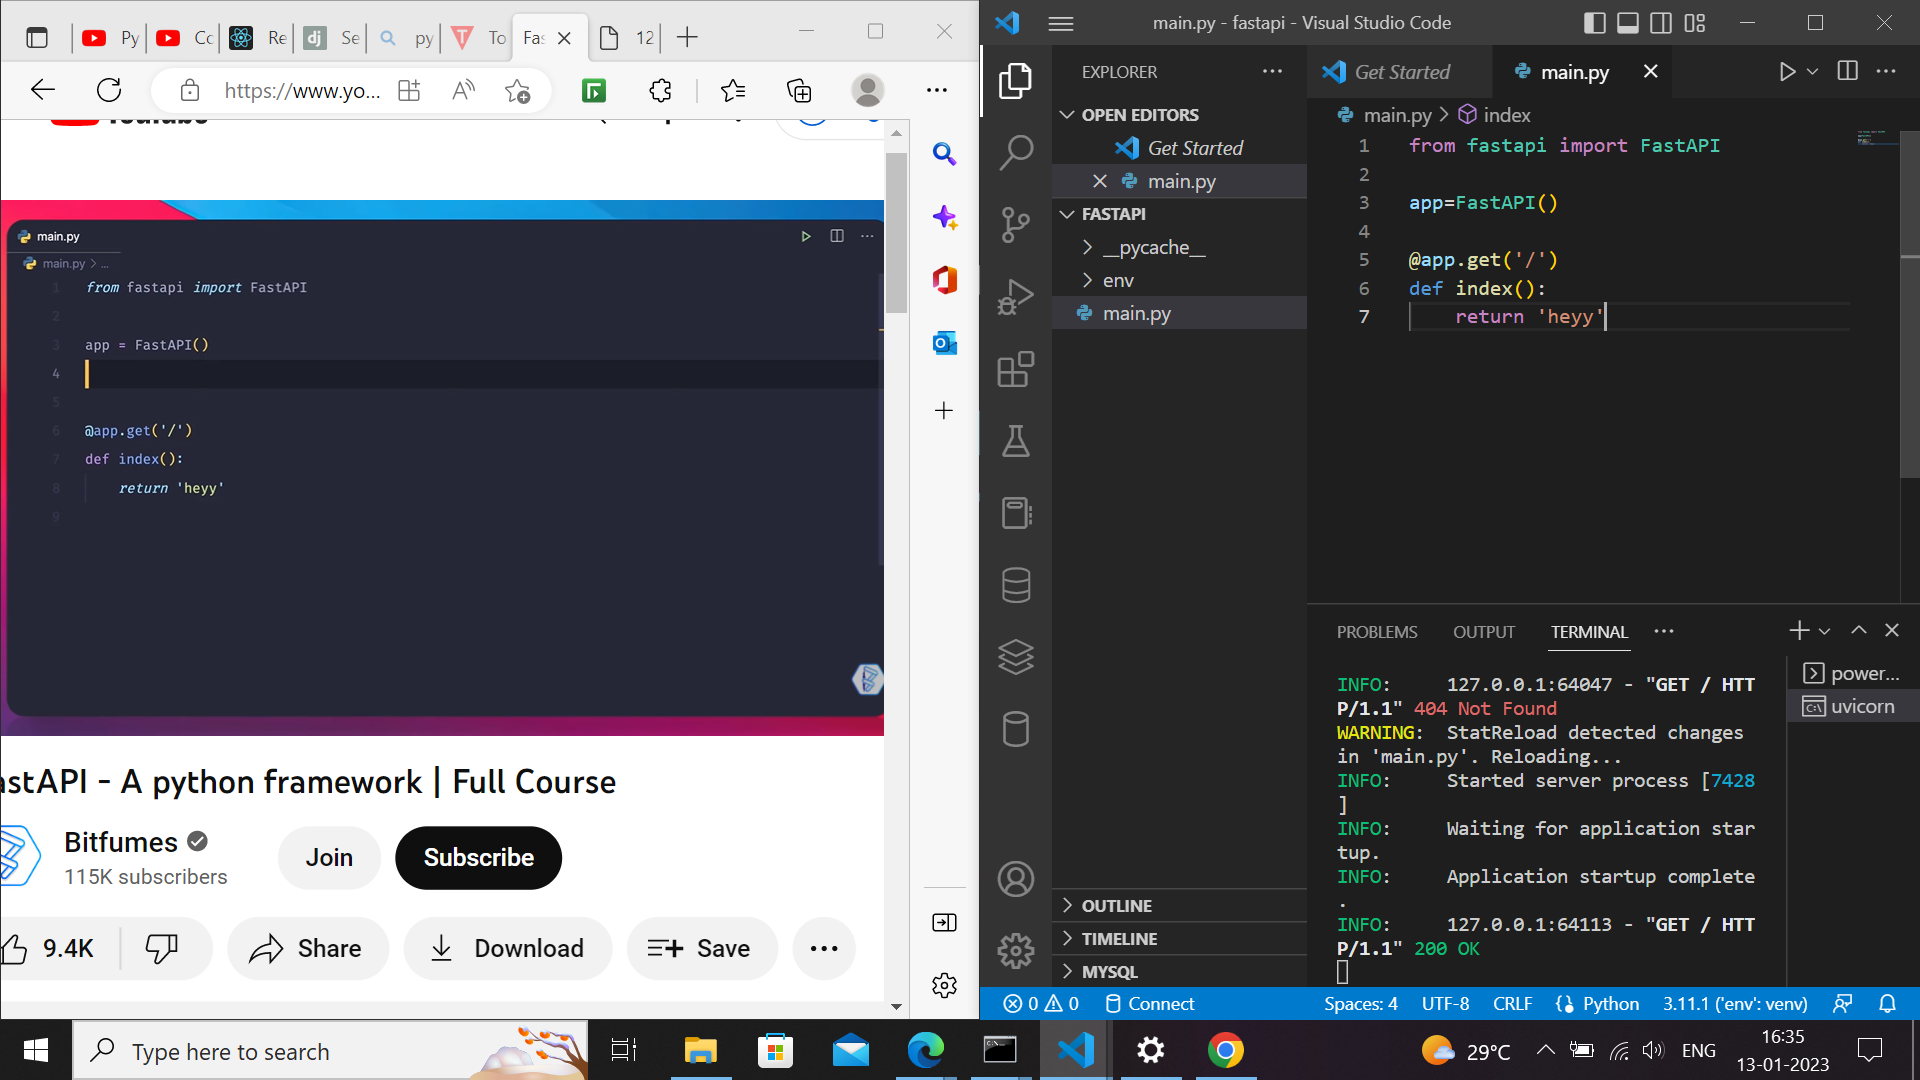 Py
Cc
Re
dj
Se
py
To
Fas
12
https://www.yo...
main.py
main.py > ...
1 from fastapi import FastAPI
2
3 app = FastAPI()
4
5
6 @app.get('/')
7 def index():
8 return 'heyy'
9
astAPI - A python framework | Full Course
Bitfumes
115K subscribers
Join
Subscribe
9.4K
Share
Download
Save
main.py - fastapi - Visual Studio Code
EXPLORER
OPEN EDITORS
Get Started
main.py
FASTAPI
__pycache__
env
main.py
OUTLINE
TIMELINE
MYSQL
Get Started
main.py
main.py > index
1 from fastapi import FastAPI
2
3 app=FastAPI()
4
5 @app.get('/')
6 def index():
7 return 'heyy'
PROBLEMS
OUTPUT
TERMINAL
INFO: 127.0.0.1:64047 - "GET / HTT
P/1.1" 404 Not Found
WARNING: StatReload detected changes
in 'main.py'. Reloading...
INFO: Started server process [7428
]
INFO: Waiting for application star
tup.
INFO: Application startup complete
.
INFO: 127.0.0.1:64113 - "GET / HTT
P/1.1" 200 OK
power...
uvicorn
0 0
Connect
Spaces: 4
UTF-8
CRLF
Python
3.11.1 ('env': venv)
Type here to search
29°C
ENG
16:35
13-01-2023